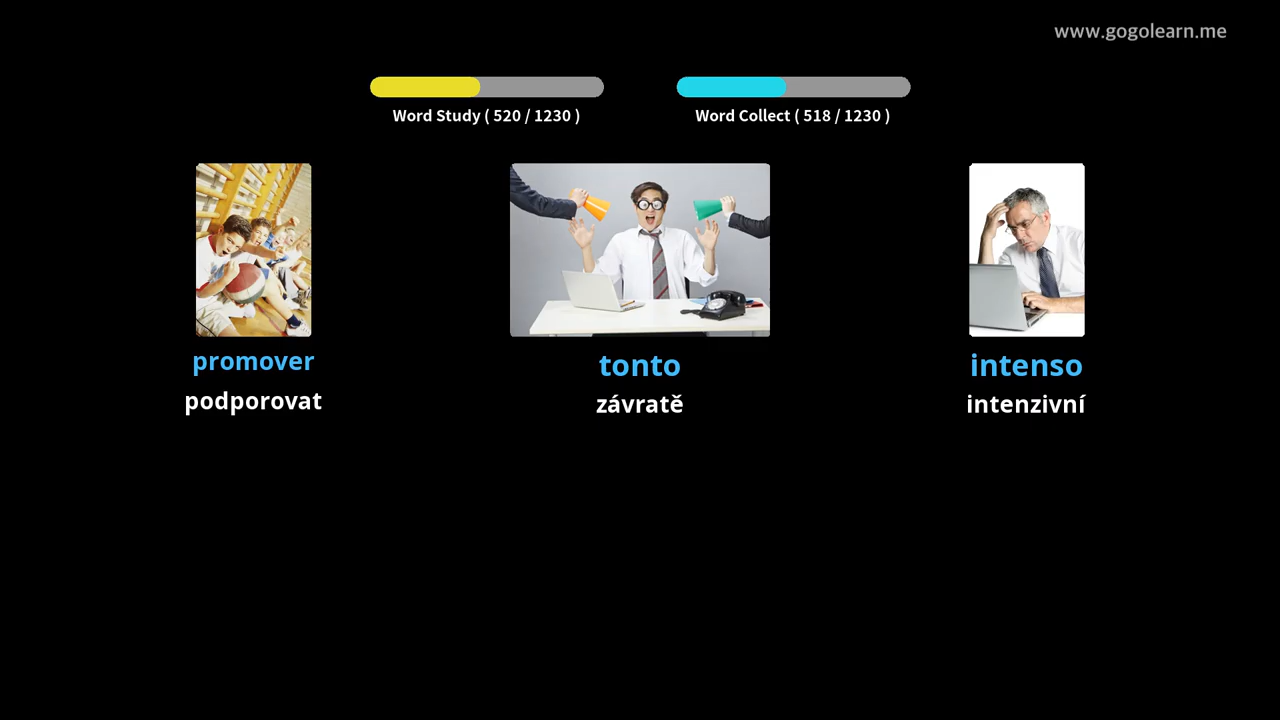 www.gogolearn.me
Word Study ( 520 / 1230 )
Word Collect ( 518 / 1230 )
promover
podporovat
tonto
závratě
intenso
intenzivní